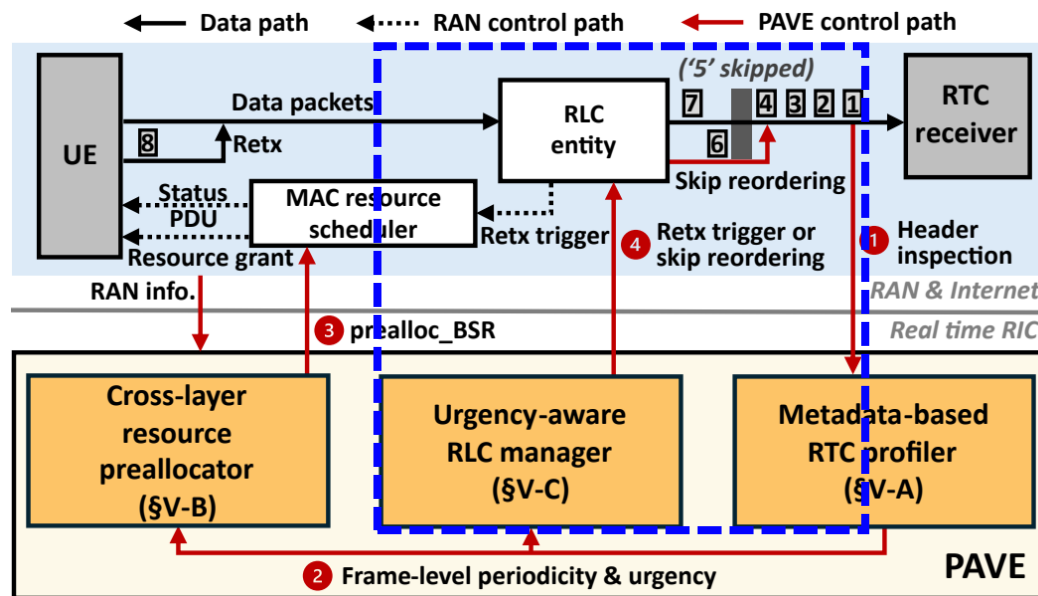 Data path
RAN control path
PAVE control path
('5' skipped)
UE
Data packets
8
Retx
RLC
entity
7
6
4
3
2
1
Skip reordering
RTC
receiver
Status
PDU
Resource grant
MAC resource
scheduler
Retx trigger
4 Retx trigger or
skip reordering
1 Header
inspection
RAN info.
RAN & Internet
3 prealloc_BSR
Real time RIC
Cross-layer
resource
preallocator
(§V-B)
Urgency-aware
RLC manager
(§V-C)
Metadata-based
RTC profiler
(§V-A)
2 Frame-level periodicity & urgency
PAVE